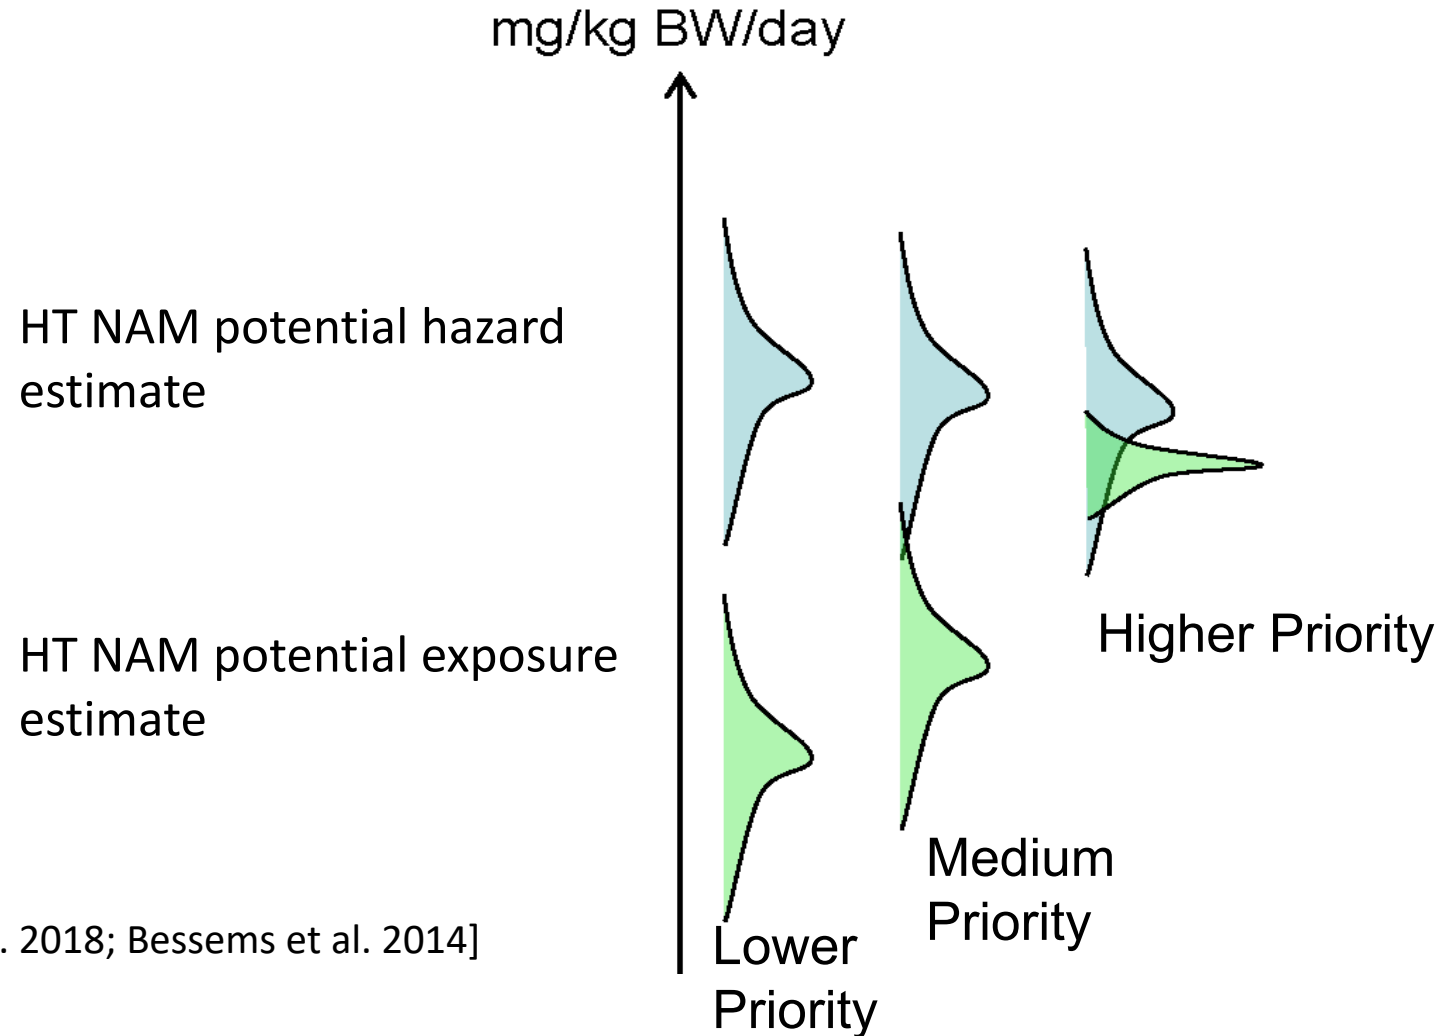 mg/kg BW/day
HT NAM potential hazard
estimate
Higher Priority
HT NAM potential exposure
estimate
Medium
Priority
. 2018; Bessems et al. 2014]
Lower
Priority